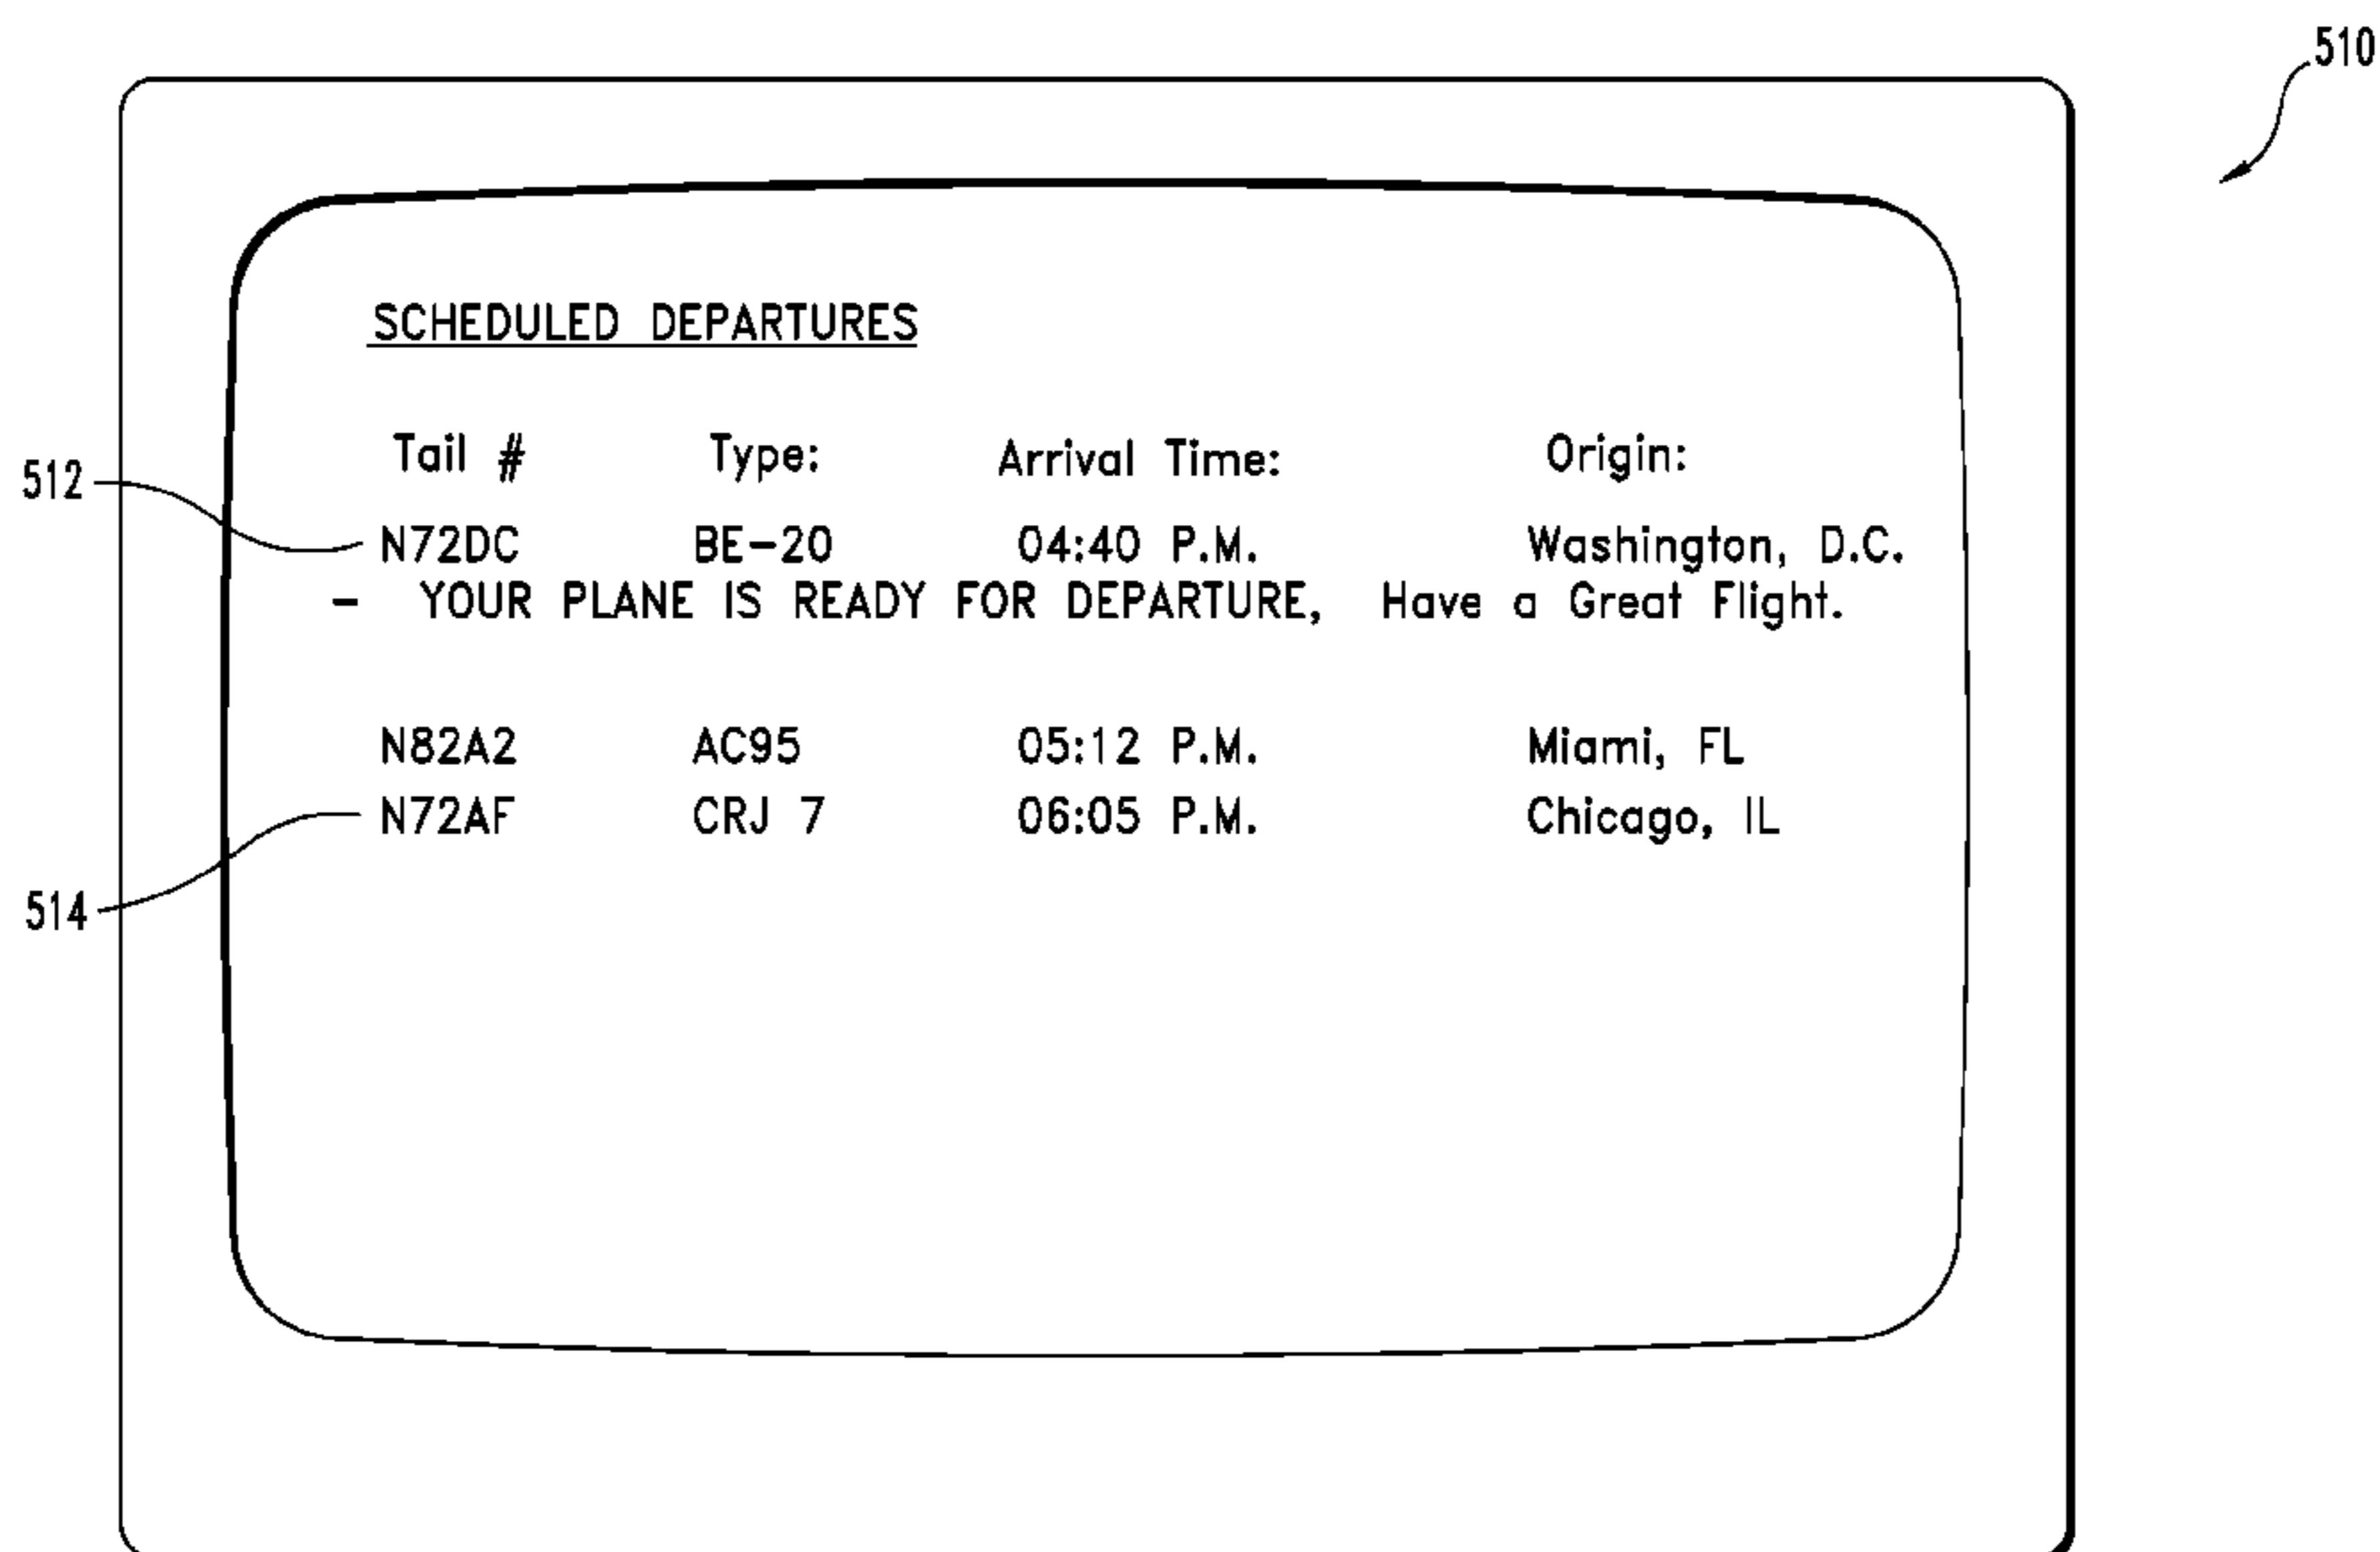 510
SCHEDULED DEPARTURES
Tail # Type: Arrival Time: Origin:
512
N72DC BE-20 04:40 P.M. Washington, D.C.
- YOUR PLANE IS READY FOR DEPARTURE, Have a Great Flight.
N82A2 AC95 05:12 P.M. Miami, FL
N72AF CRJ 7 06:05 P.M. Chicago, IL
514